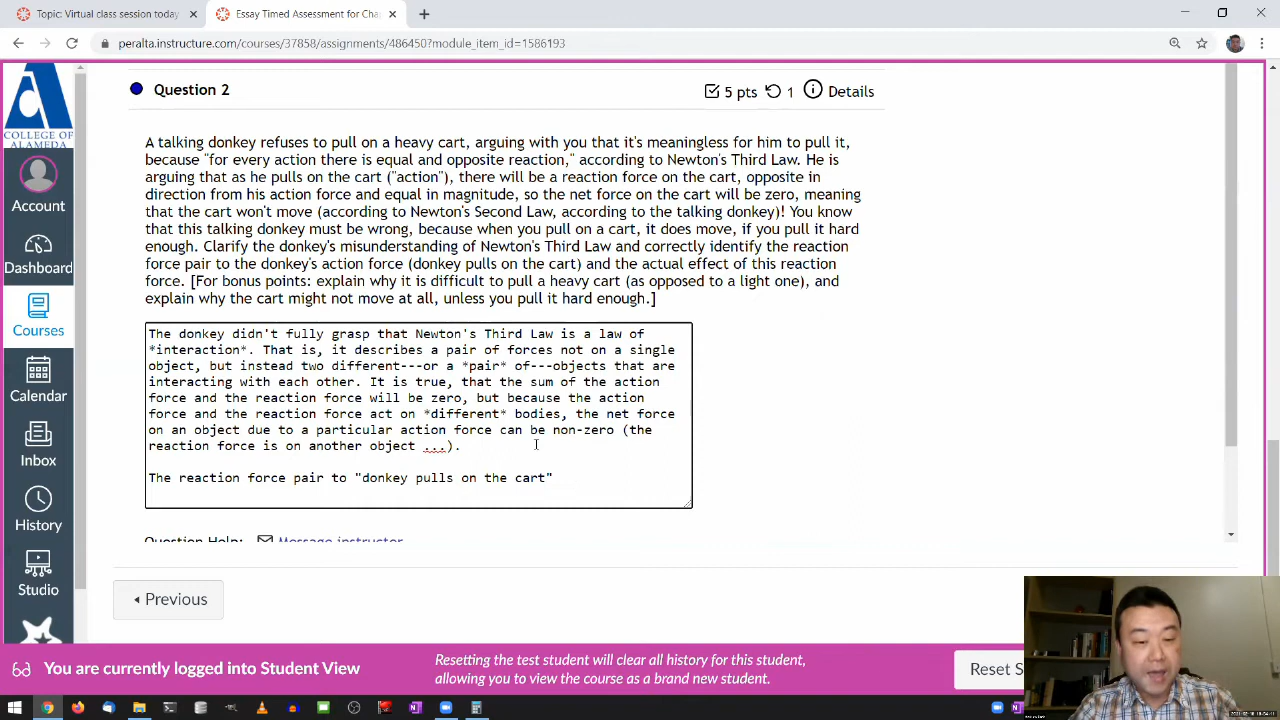 Topic: Virtual class session today
Essay Timed Assessment for Cha
peralta.instructure.com/courses/37858/assignments/486450?module_item_id=1586193
COLLEGE OF
ALAMEDA
Account
Dashboard
Courses
Calendar
Inbox
History
Studio
Question 2
5 pts 1 Details
A talking donkey refuses to pull on a heavy cart, arguing with you that it's meaningless for him to pull it,
because "for every action there is equal and opposite reaction," according to Newton's Third Law. He is
arguing that as he pulls on the cart ("action"), there will be a reaction force on the cart, opposite in
direction from his action force and equal in magnitude, so the net force on the cart will be zero, meaning
that the cart won't move (according to Newton's Second Law, according to the talking donkey)! You know
that this talking donkey must be wrong, because when you pull on a cart, it does move, if you pull it hard
enough. Clarify the donkey's misunderstanding of Newton's Third Law and correctly identify the reaction
force pair to the donkey's action force (donkey pulls on the cart) and the actual effect of this reaction
force. [For bonus points: explain why it is difficult to pull a heavy cart (as opposed to a light one), and
explain why the cart might not move at all, unless you pull it hard enough.]
The donkey didn't fully grasp that Newton's Third Law is a law of
*interaction*. That is, it describes a pair of forces not on a single
object, but instead two different---or a *pair* of---objects that are
interacting with each other. It is true, that the sum of the action
force and the reaction force will be zero, but because the action
force and the reaction force act on *different* bodies, the net force
on an object due to a particular action force can be non-zero (the
reaction force is on another object ...).
The reaction force pair to "donkey pulls on the cart"
Question Help: Message instructor
Previous
You are currently logged into Student View
Resetting the test student will clear all history for this student,
allowing you to view the course as a brand new student.
Reset S